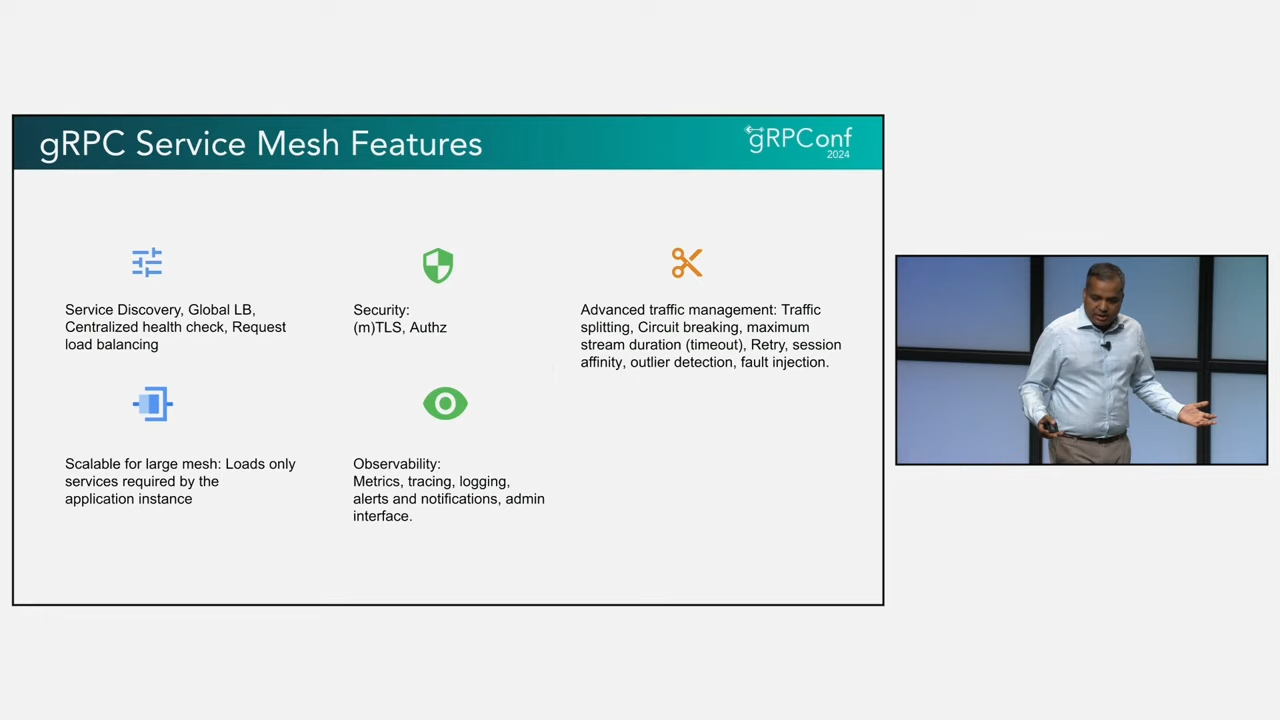 gRPC Service Mesh Features
gRPConf
2024
Service Discovery, Global LB,
Centralized health check, Request
load balancing
Security:
(m)TLS, Authz
Advanced traffic management: Traffic
splitting, Circuit breaking, maximum
stream duration (timeout), Retry, session
affinity, outlier detection, fault injection.
Scalable for large mesh: Loads only
services required by the
application instance
Observability:
Metrics, tracing, logging,
alerts and notifications, admin
interface.